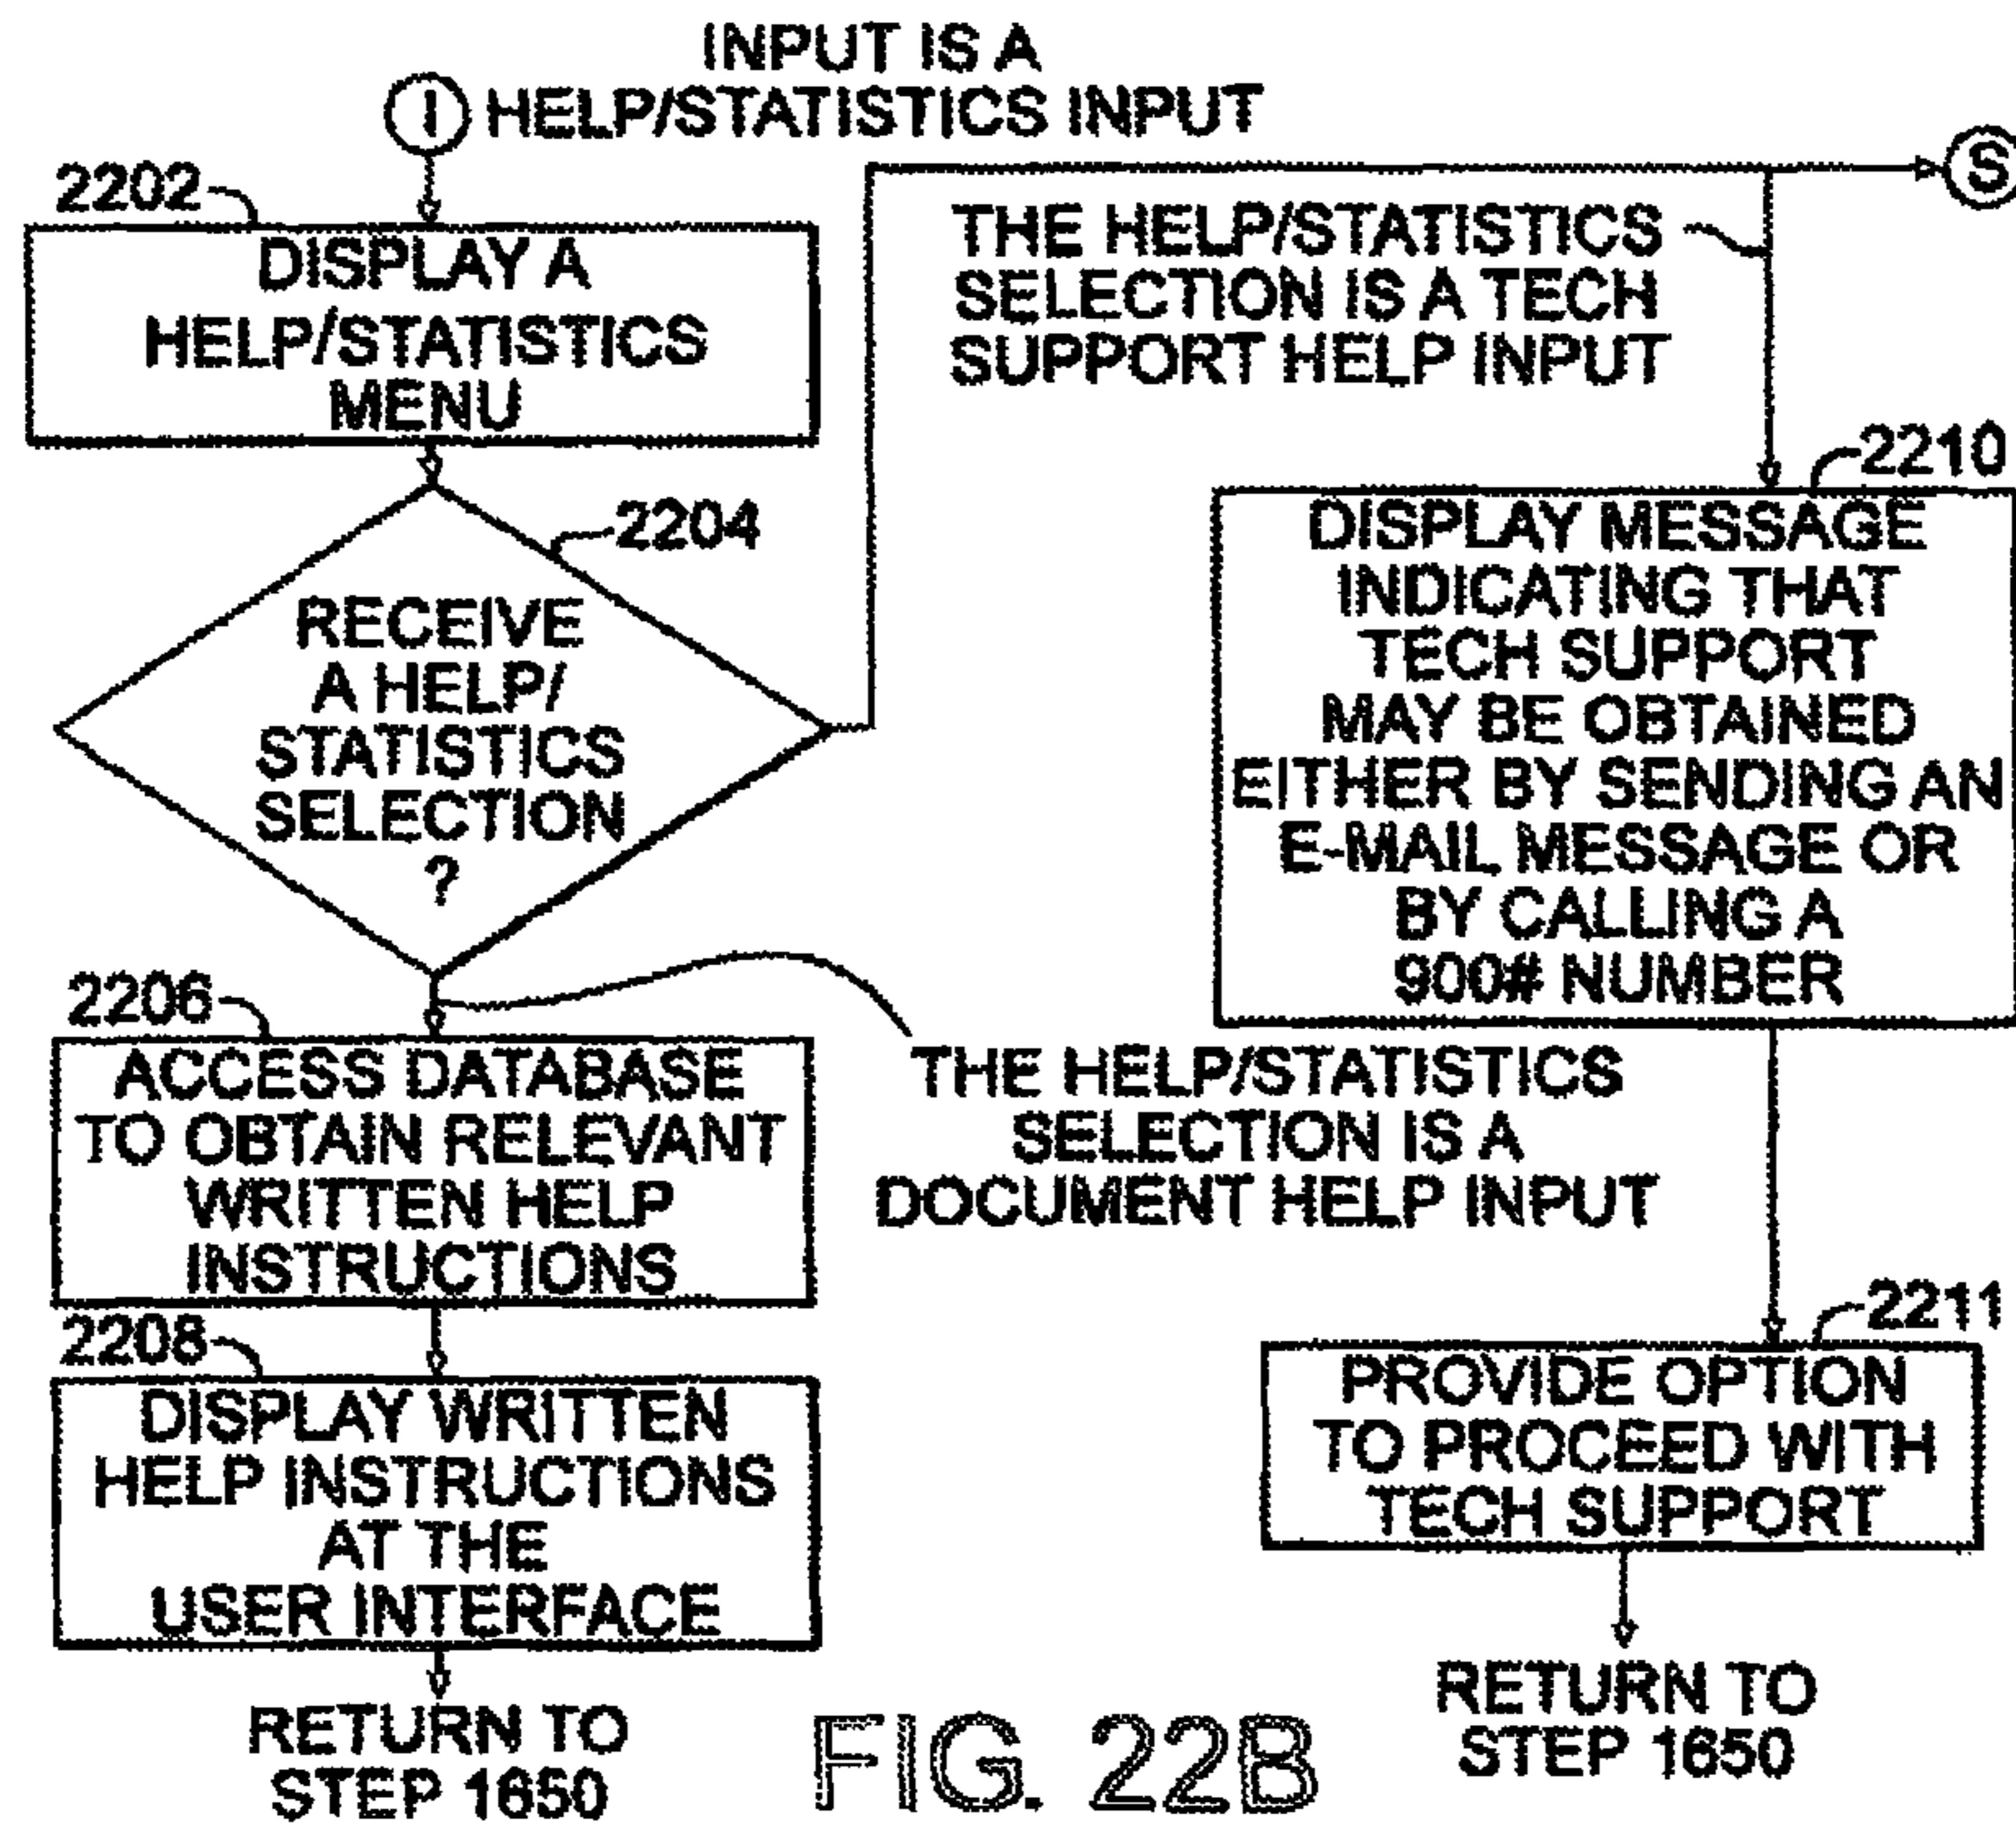 INPUT IS A
I HELP/STATISTICS INPUT
S
2202
DISPLAY A
HELP/STATISTICS
MENU
THE HELP/STATISTICS
SELECTION IS A TECH
SUPPORT HELP INPUT
2204
RECEIVE
A HELP/
STATISTICS
SELECTION
?
2210
DISPLAY MESSAGE
INDICATING THAT
TECH SUPPORT
MAY BE OBTAINED
EITHER BY SENDING AN
E-MAIL MESSAGE OR
BY CALLING A
900# NUMBER
2206
ACCESS DATABASE
TO OBTAIN RELEVANT
WRITTEN HELP
INSTRUCTIONS
THE HELP/STATISTICS
SELECTION IS A
DOCUMENT HELP INPUT
2208
DISPLAY WRITTEN
HELP INSTRUCTIONS
AT THE
USER INTERFACE
2211
PROVIDE OPTION
TO PROCEED WITH
TECH SUPPORT
RETURN TO
STEP 1650
RETURN TO
STEP 1650
FIG. 22B